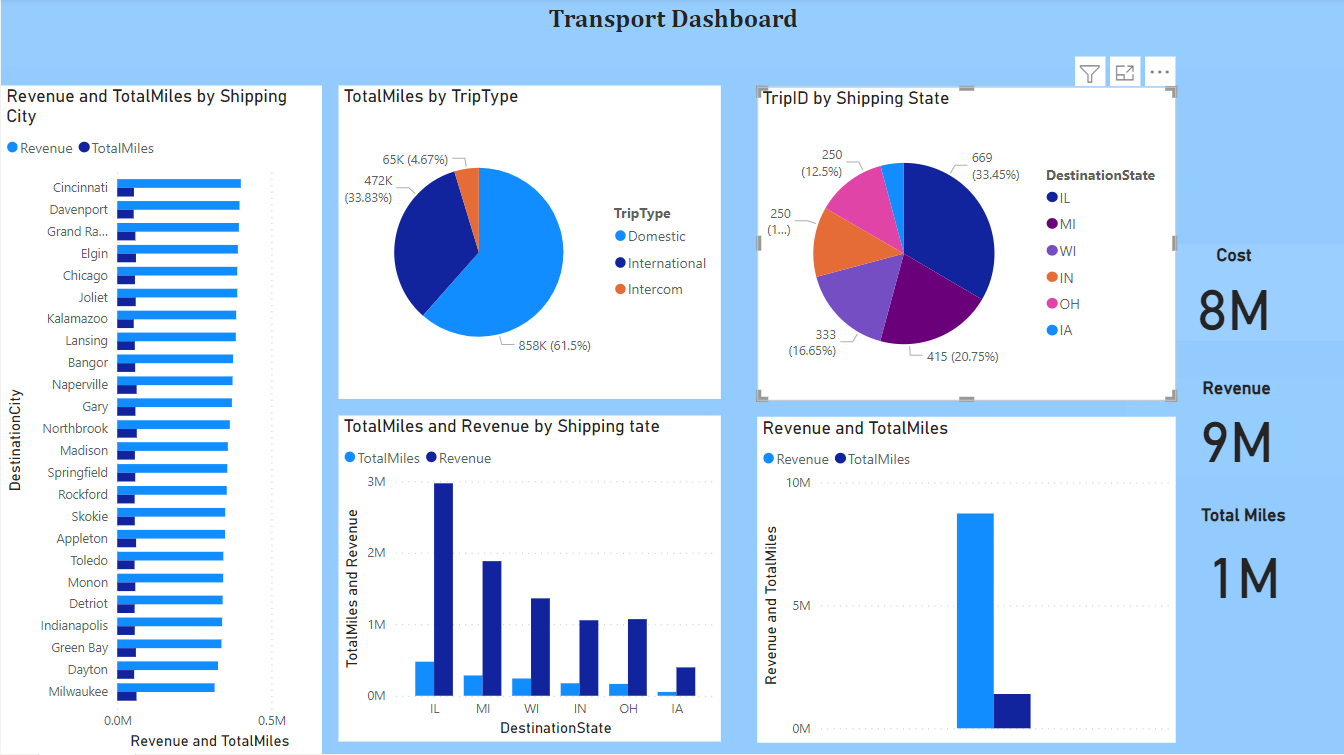 Transport Dashboard
Revenue and TotalMiles by Shipping
City
Revenue TotalMiles
DestinationCity
Cincinnati
Davenport
Grand Ra...
Elgin
Chicago
Joliet
Kalamazoo
Lansing
Bangor
Naperville
Gary
Northbrook
Madison
Springfield
Rockford
Skokie
Appleton
Toledo
Monon
Detriot
Indianapolis
Green Bay
Dayton
Milwaukee
0.0M 0.5M
Revenue and TotalMiles
TotalMiles by TripType
65K (4.67%)
472K
(33.83%)
858K (61.5%)
TripType
Domestic
International
Intercom
TripID by Shipping State
250
(12.5%)
669
(33.45%)
250
(1...)
333
(16.65%)
415 (20.75%)
DestinationState
IL
MI
WI
IN
OH
IA
TotalMiles and Revenue by Shipping tate
TotalMiles Revenue
TotalMiles and Revenue
3M
2M
1M
0M
IL MI WI IN OH IA
DestinationState
Revenue and TotalMiles
Revenue TotalMiles
Revenue and TotalMiles
10M
5M
0M
Cost
8M
Revenue
9M
Total Miles
1M